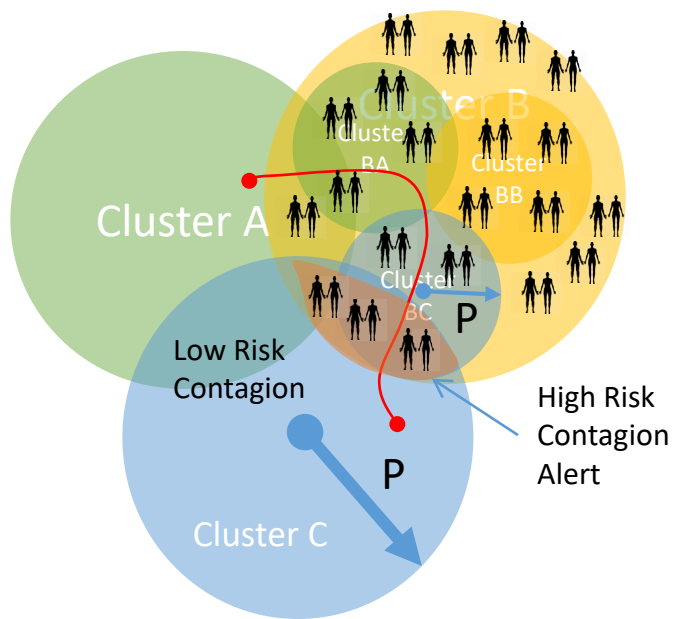 Cluster B
Cluster
BA
Cluster
BB
Cluster A
Cluster
BC
P
Low Risk
Contagion
High Risk
Contagion
Alert
P
Cluster C